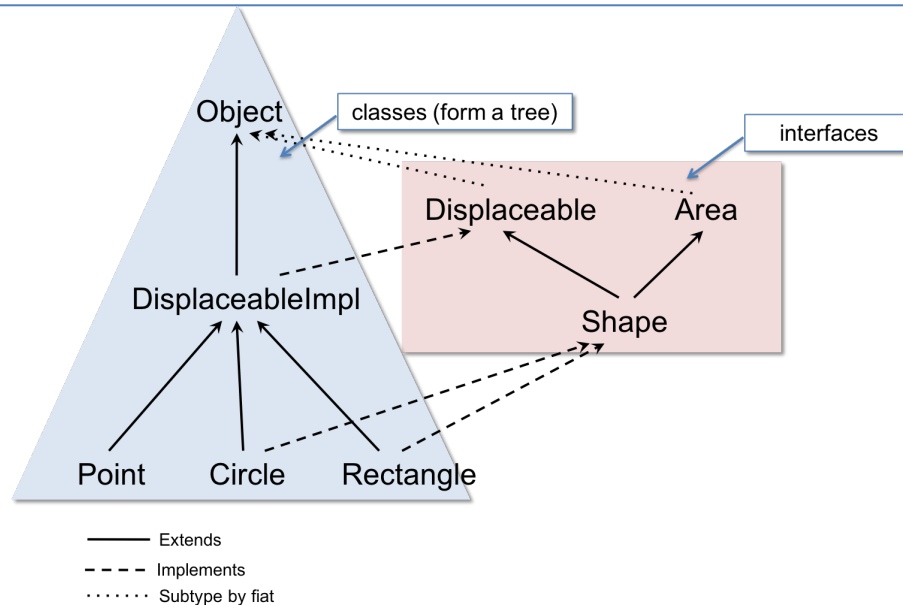 Object
classes (form a tree)
interfaces
Displaceable
Area
DisplaceableImpl
Shape
Point
Circle
Rectangle
Extends
Implements
Subtype by fiat